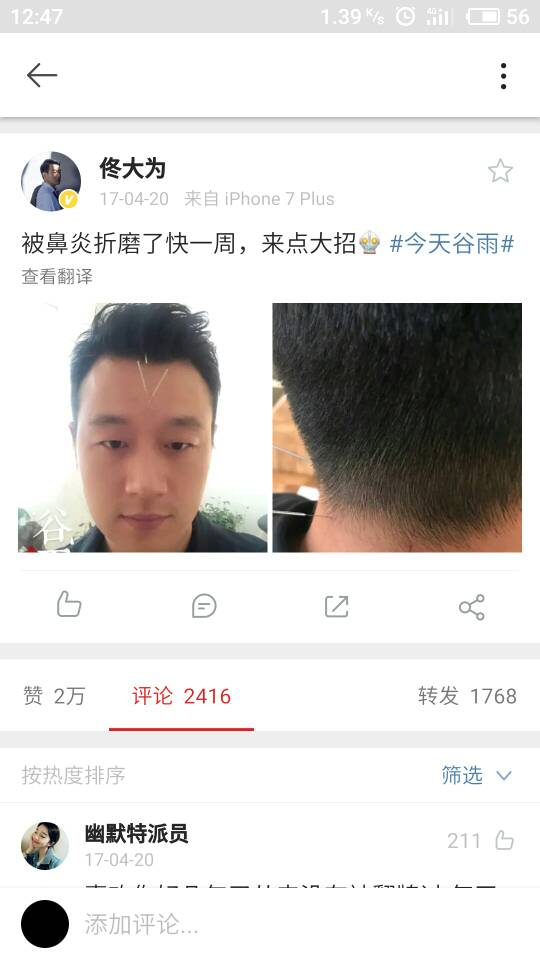 12:47
1.39 K/s 4G 56
佟大为
17-04-20 来自 iPhone 7 Plus
被鼻炎折磨了快一周，来点大招 #今天谷雨#
查看翻译
谷
赞 2万
评论 2416
转发 1768
按热度排序
筛选
幽默特派员
17-04-20
211
添加评论...